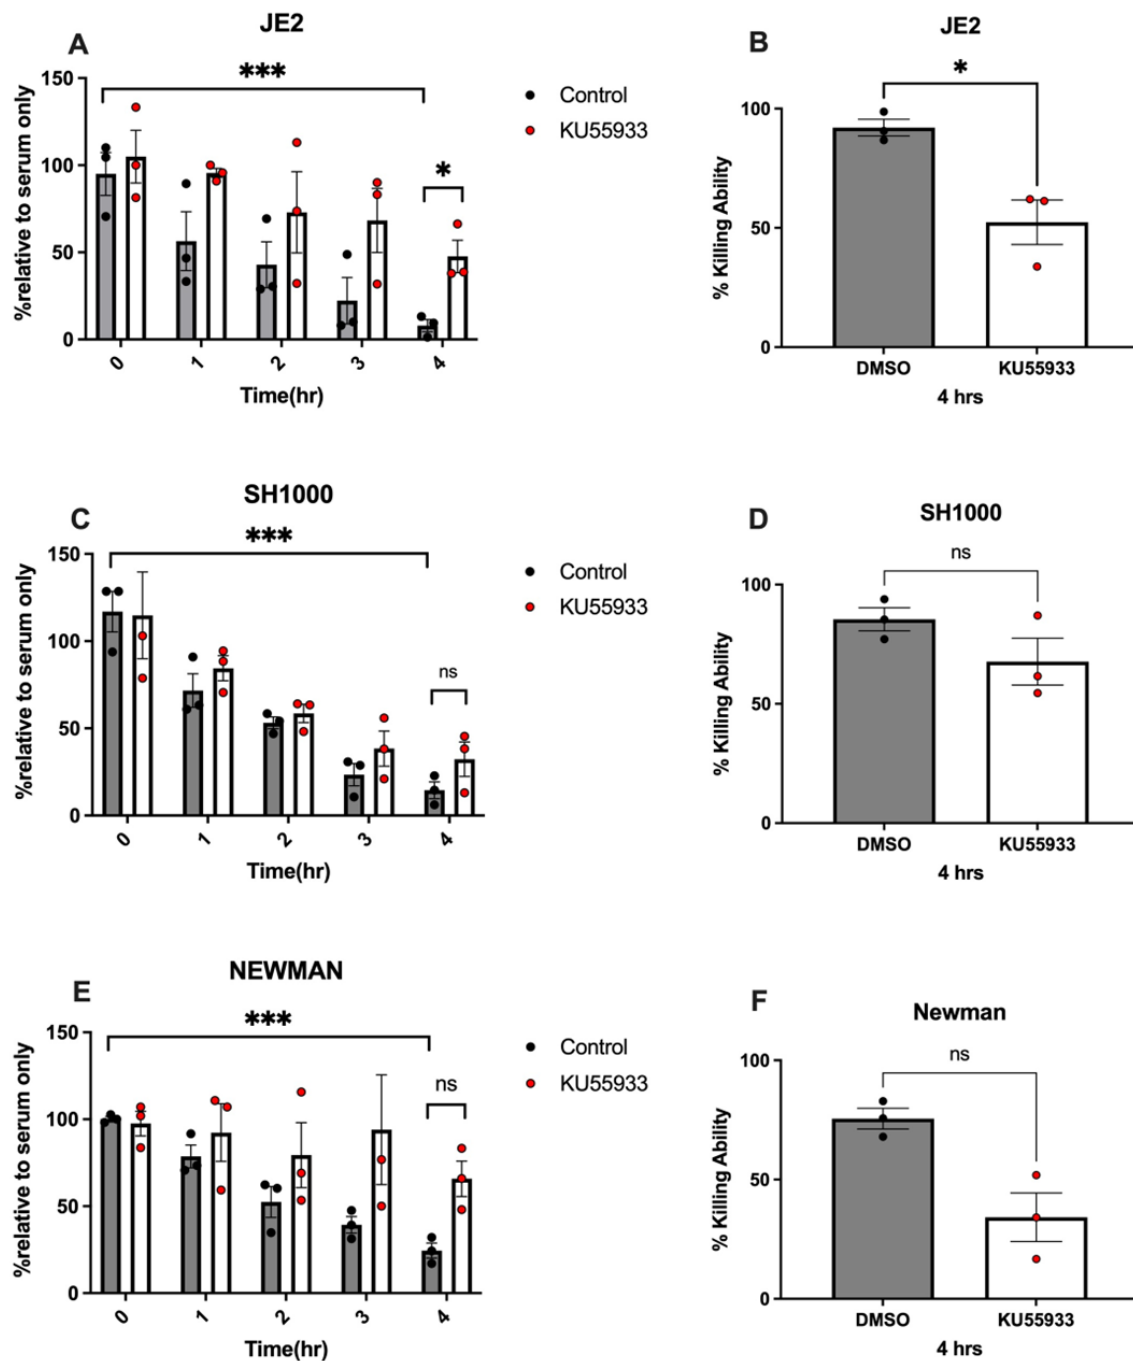 A
JE2
***
*
150
100
50
0
%relative to serum only
0 1 2 3 4
Time(hr)
Control
KU55933
B
JE2
*
100
50
0
% Killing Ability
DMSO KU55933
4 hrs
C
SH1000
***
ns
150
100
50
0
%relative to serum only
0 1 2 3 4
Time(hr)
Control
KU55933
D
SH1000
ns
100
50
0
% Killing Ability
DMSO KU55933
4 hrs
E
NEWMAN
***
ns
150
100
50
0
%relative to serum only
0 1 2 3 4
Time(hr)
Control
KU55933
F
Newman
ns
100
50
0
% Killing Ability
DMSO KU55933
4 hrs